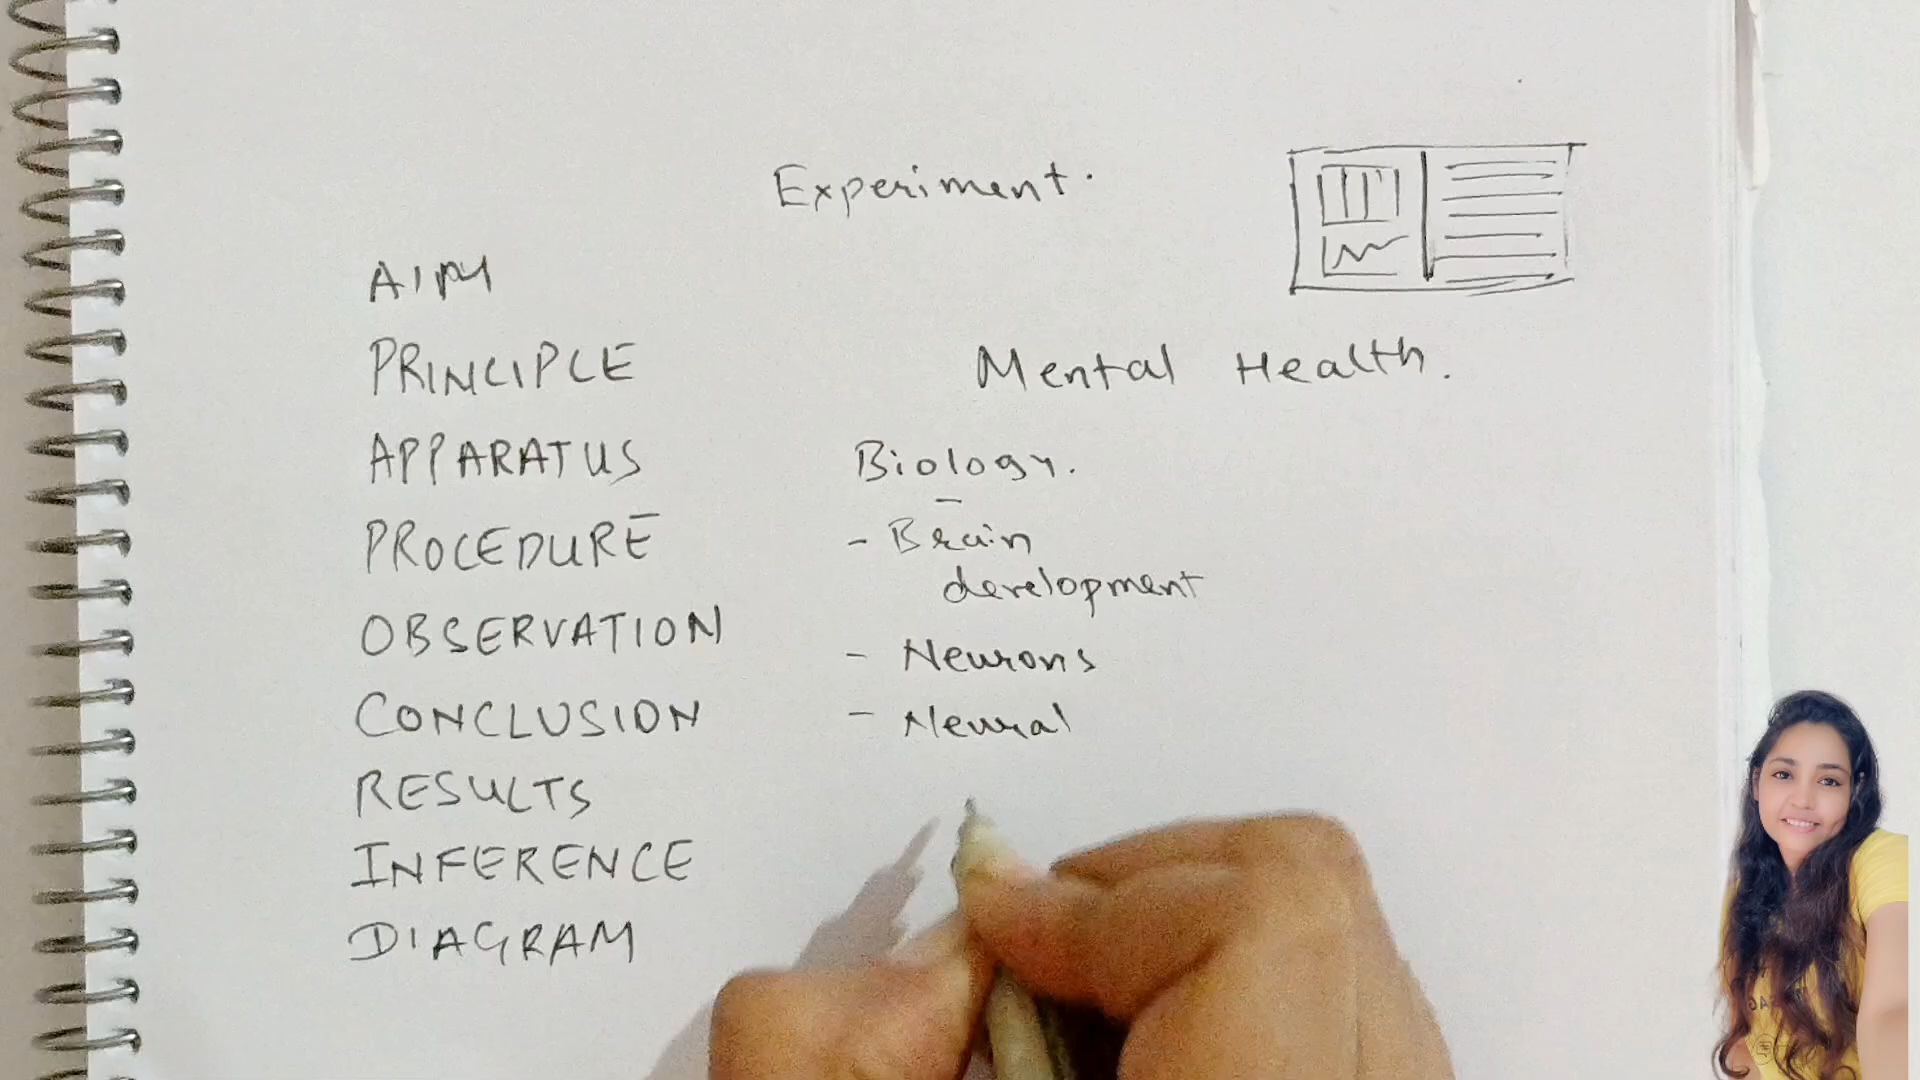 Experiment.
AIM
PRINCIPLE
APPARATUS
PROCEDURE
OBSERVATION
CONCLUSION
RESULTS
INFERENCE
DIAGRAM
Mental Health.
Biology.
- Brain
development
- Neurons
- Neural